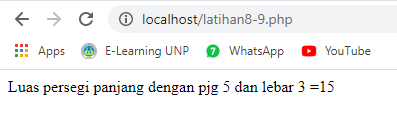 localhost/latihan8-9.php
Apps E-Learning UNP WhatsApp YouTube
Luas persegi panjang dengan pjg 5 dan lebar 3 =15